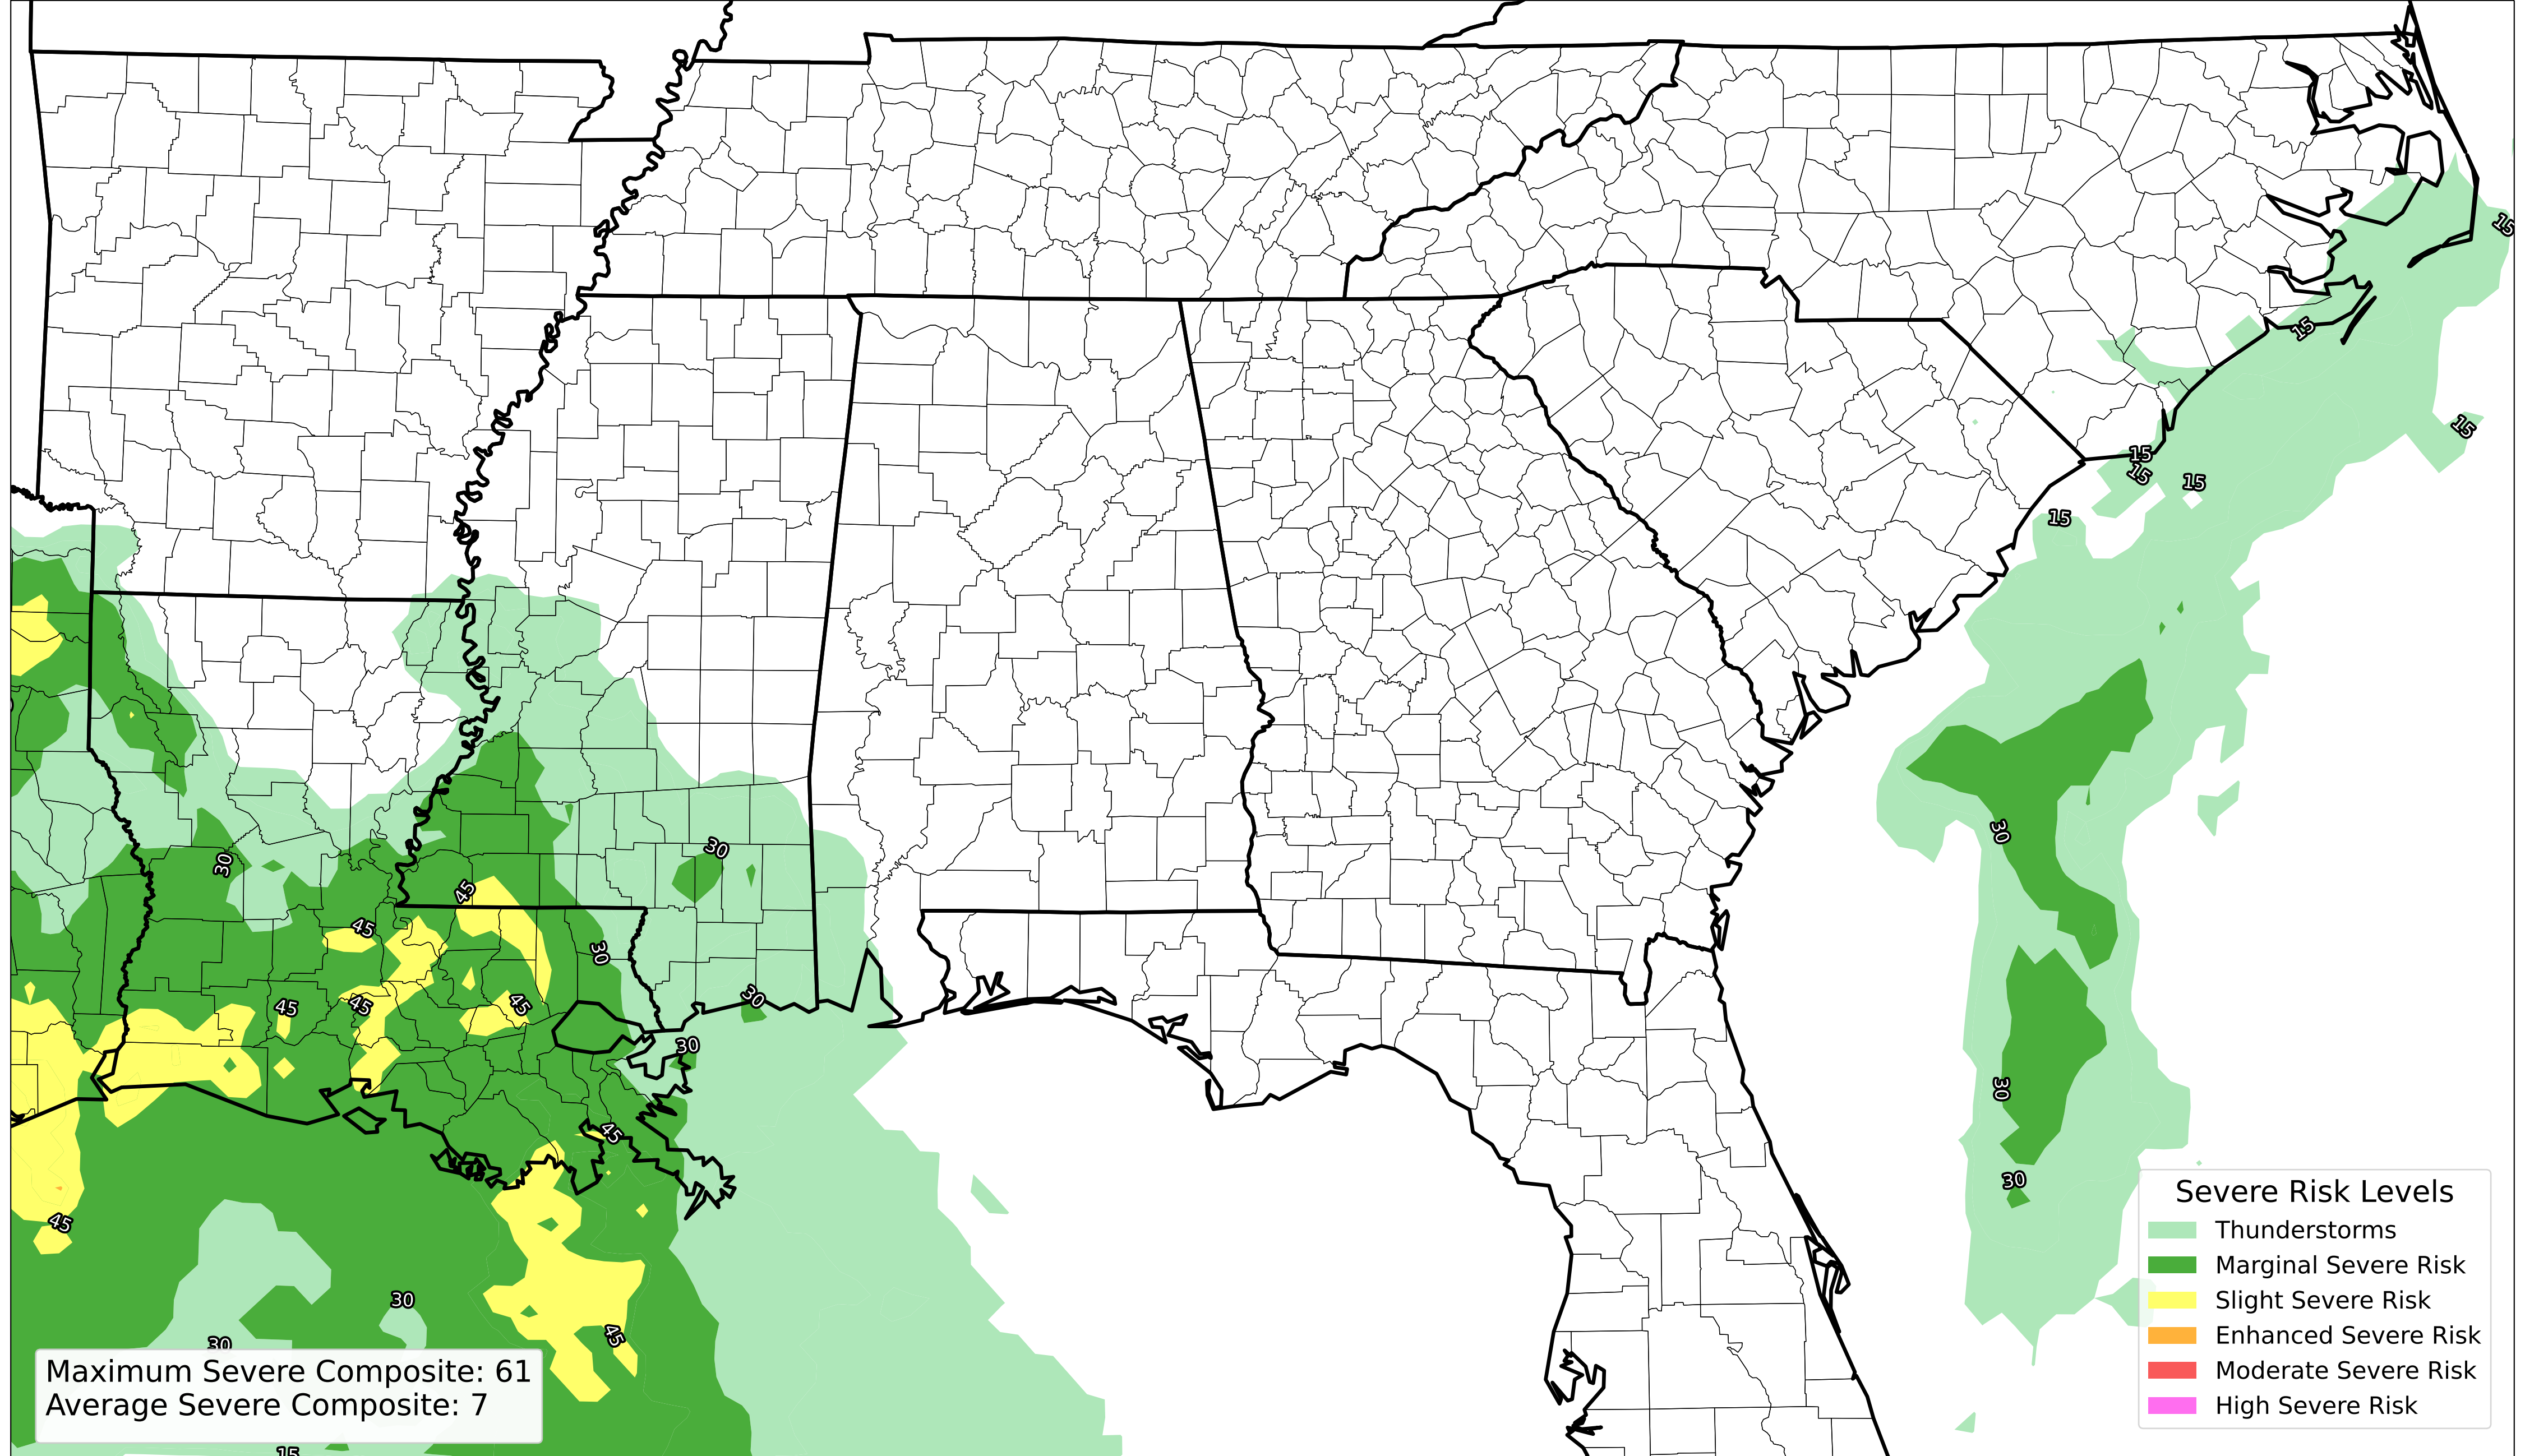 15
15
15
15
15
15
15
30
30
30
45
45
30
45
45
45
30
30
45
30
30
45
30
30
45
15
Severe Risk Levels
Thunderstorms
Marginal Severe Risk
Slight Severe Risk
Enhanced Severe Risk
Moderate Severe Risk
High Severe Risk
Maximum Severe Composite: 61
Average Severe Composite: 7